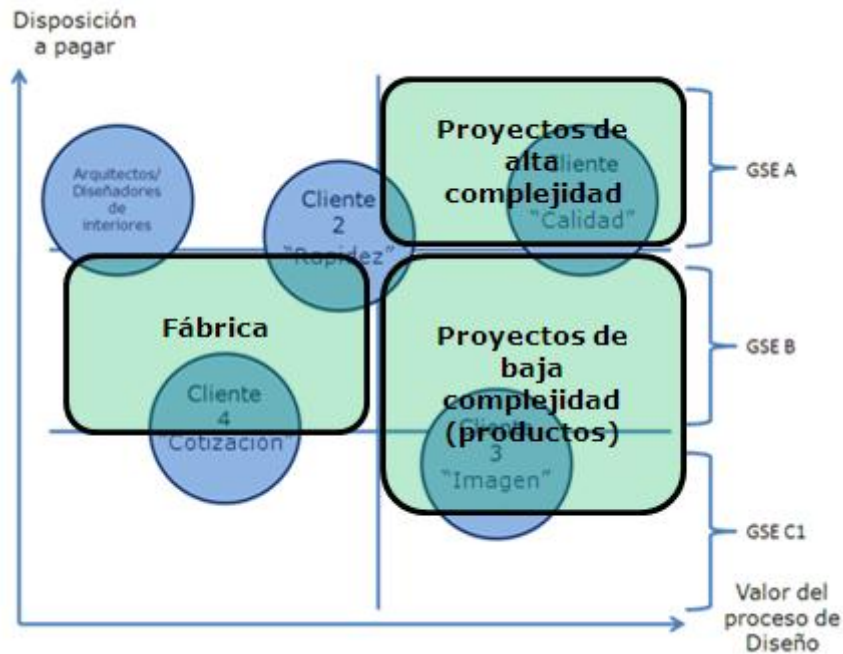 Disposición
a pagar
Proyectos de
alta
complejidad
Cliente
"Calidad"
GSE A
Arquitectos/
Diseñadores
de
interiores
Cliente
2
"Rapidez"
Fábrica
Proyectos de
baja
complejidad
(productos)
GSE B
Cliente
4
"Cotización"
3
"Imagen"
GSE C1
Valor del
proceso de
Diseño